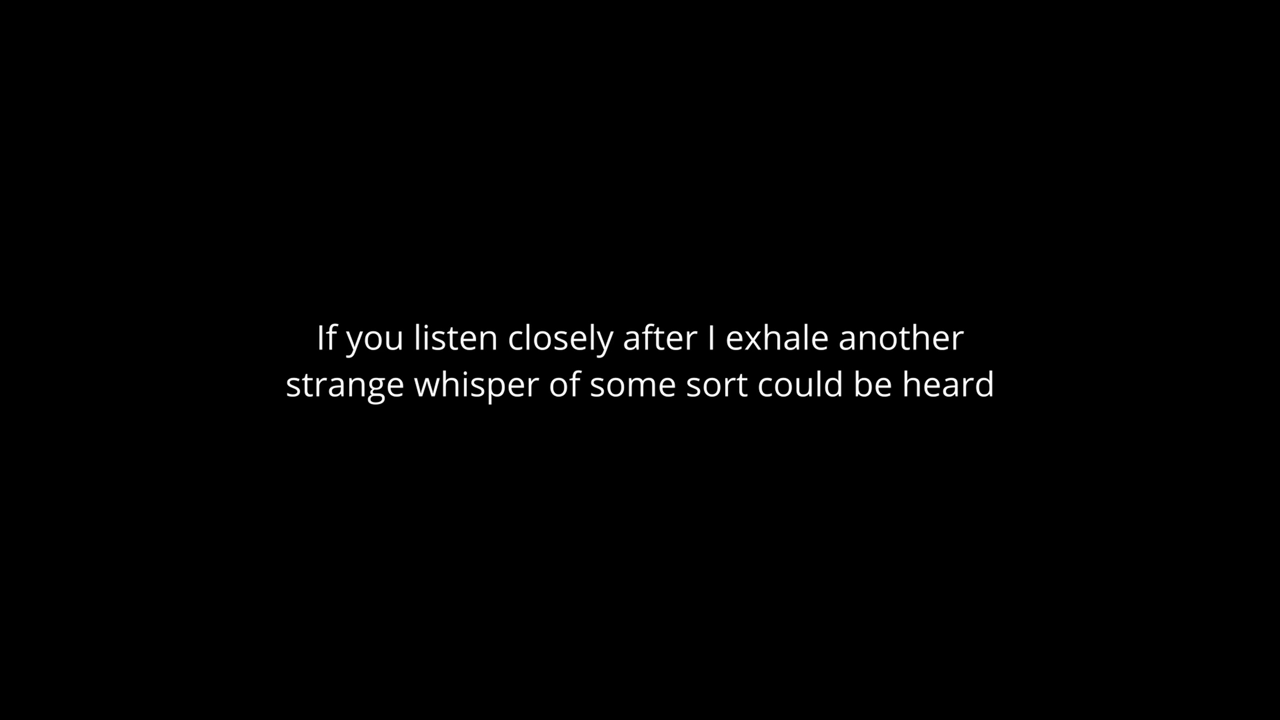 If you listen closely after I exhale another
strange whisper of some sort could be heard